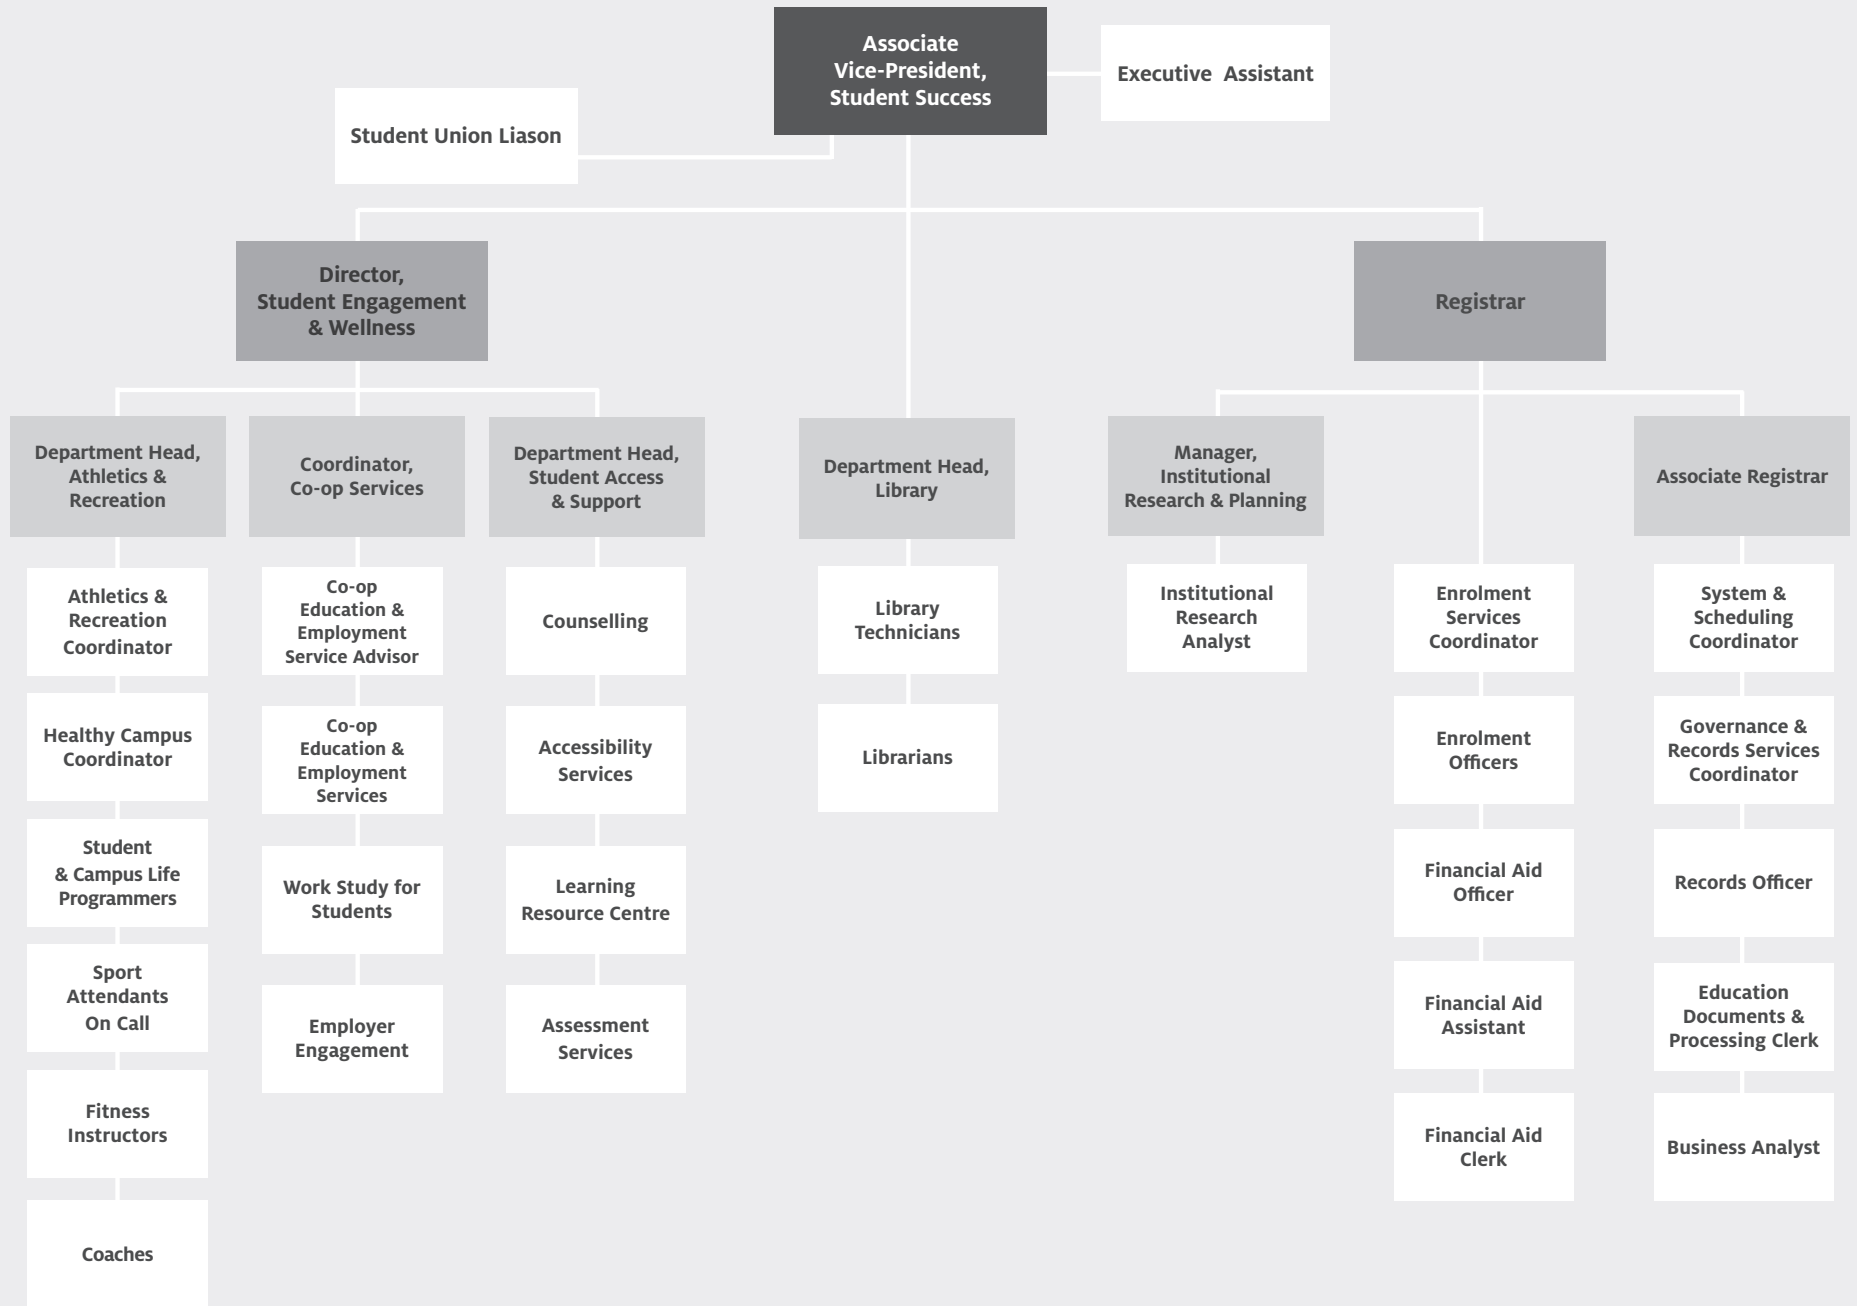 Associate
Vice-President,
Student Success
Executive Assistant
Student Union Liason
Director,
Student Engagement
& Wellness
Registrar
Department Head,
Athletics &
Recreation
Coordinator,
Co-op Services
Department Head,
Student Access
& Support
Department Head,
Library
Manager,
Institutional
Research & Planning
Associate Registrar
Athletics &
Recreation
Coordinator
Healthy Campus
Coordinator
Student
& Campus Life
Programmers
Sport
Attendants
On Call
Fitness
Instructors
Coaches
Co-op
Education &
Employment
Service Advisor
Co-op
Education &
Employment
Services
Work Study for
Students
Employer
Engagement
Counselling
Accessibility
Services
Learning
Resource Centre
Assessment
Services
Library
Technicians
Librarians
Institutional
Research
Analyst
Enrolment
Services
Coordinator
Enrolment
Officers
Financial Aid
Officer
Financial Aid
Assistant
Financial Aid
Clerk
System &
Scheduling
Coordinator
Governance &
Records Services
Coordinator
Records Officer
Education
Documents &
Processing Clerk
Business Analyst